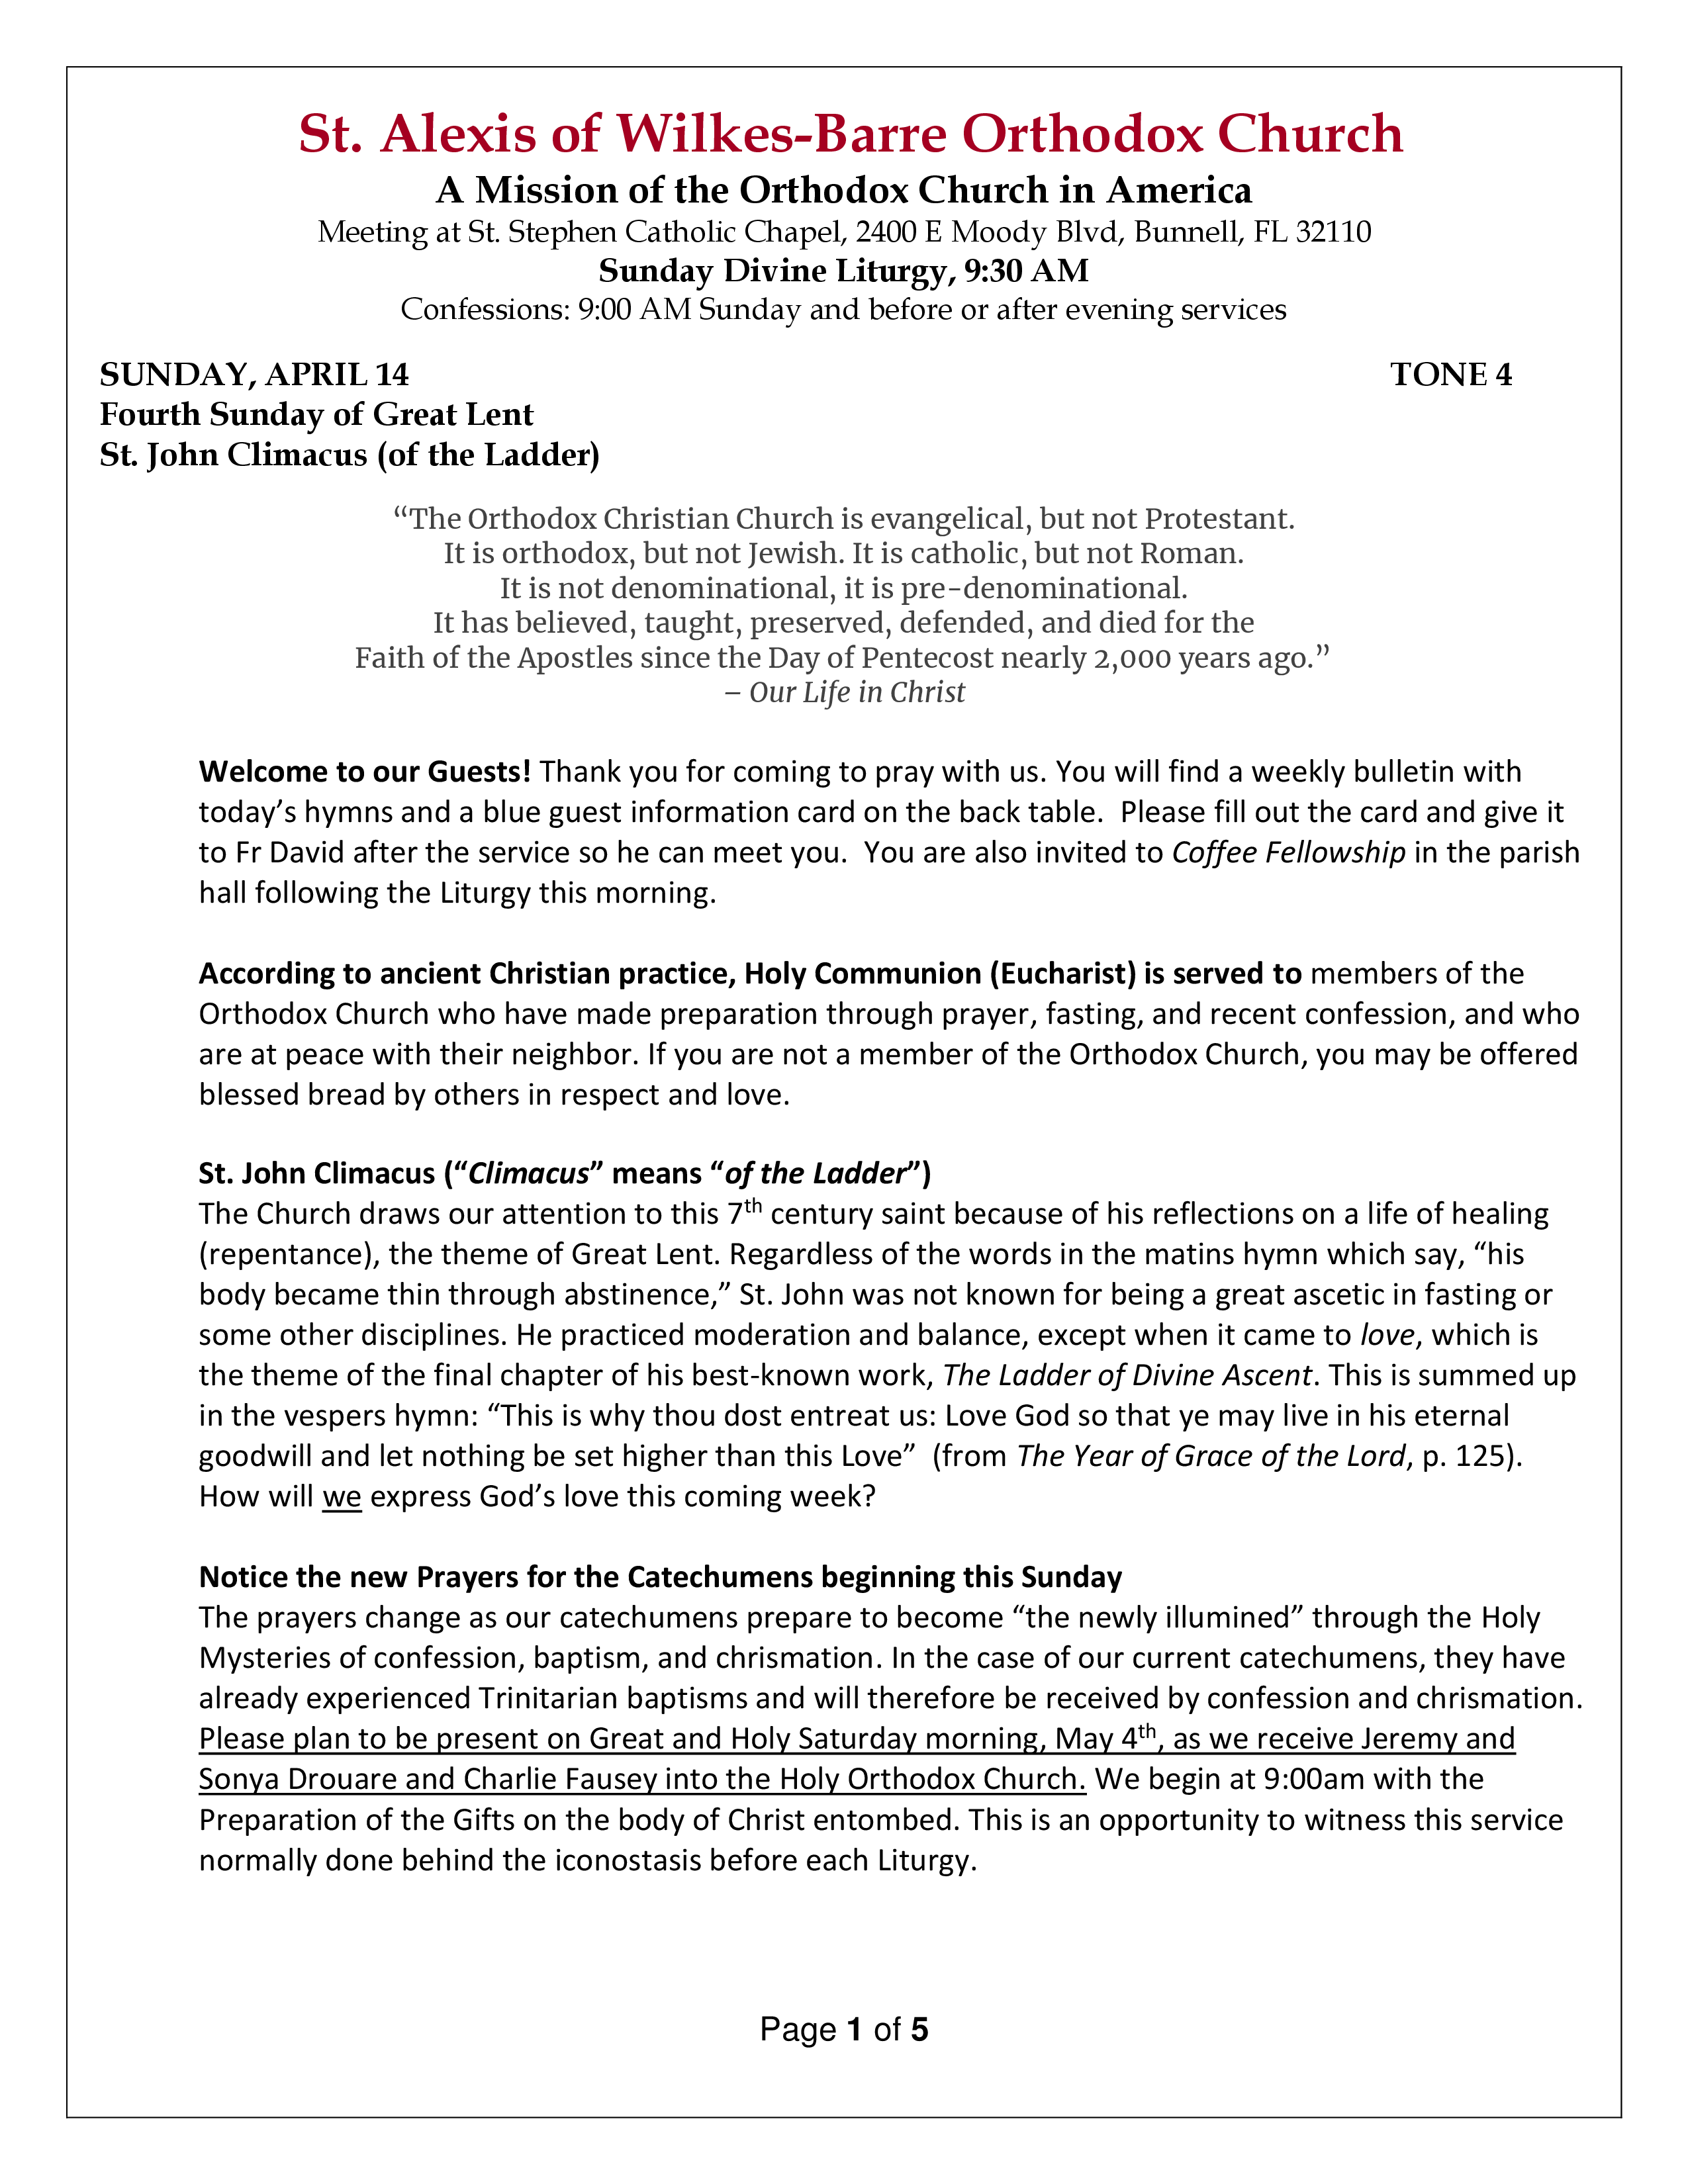 St. Alexis of Wilkes-Barre Orthodox Church
A Mission of the Orthodox Church in America
Meeting at St. Stephen Catholic Chapel, 2400 E Moody Blvd, Bunnell, FL 32110
Sunday Divine Liturgy, 9:30 AM
Confessions: 9:00 AM Sunday and before or after evening services
SUNDAY, APRIL 14 TONE 4
Fourth Sunday of Great Lent
St. John Climacus (of the Ladder)
“The Orthodox Christian Church is evangelical, but not Protestant.
It is orthodox, but not Jewish. It is catholic, but not Roman.
It is not denominational, it is pre-denominational.
It has believed, taught, preserved, defended, and died for the
Faith of the Apostles since the Day of Pentecost nearly 2,000 years ago.”
– Our Life in Christ
Welcome to our Guests! Thank you for coming to pray with us. You will find a weekly bulletin with
today’s hymns and a blue guest information card on the back table.  Please fill out the card and give it
to Fr David after the service so he can meet you.  You are also invited to Coffee Fellowship in the parish
hall following the Liturgy this morning.
According to ancient Christian practice, Holy Communion (Eucharist) is served to members of the
Orthodox Church who have made preparation through prayer, fasting, and recent confession, and who
are at peace with their neighbor. If you are not a member of the Orthodox Church, you may be offered
blessed bread by others in respect and love.
St. John Climacus (“Climacus” means “of the Ladder”)
The Church draws our attention to this 7th century saint because of his reflections on a life of healing
(repentance), the theme of Great Lent. Regardless of the words in the matins hymn which say, “his
body became thin through abstinence,” St. John was not known for being a great ascetic in fasting or
some other disciplines. He practiced moderation and balance, except when it came to love, which is
the theme of the final chapter of his best-known work, The Ladder of Divine Ascent. This is summed up
in the vespers hymn: “This is why thou dost entreat us: Love God so that ye may live in his eternal
goodwill and let nothing be set higher than this Love”  (from The Year of Grace of the Lord, p. 125).
How will we express God’s love this coming week?
Notice the new Prayers for the Catechumens beginning this Sunday
The prayers change as our catechumens prepare to become “the newly illumined” through the Holy
Mysteries of confession, baptism, and chrismation. In the case of our current catechumens, they have
already experienced Trinitarian baptisms and will therefore be received by confession and chrismation.
Please plan to be present on Great and Holy Saturday morning, May 4th, as we receive Jeremy and
Sonya Drouare and Charlie Fausey into the Holy Orthodox Church. We begin at 9:00am with the
Preparation of the Gifts on the body of Christ entombed. This is an opportunity to witness this service
normally done behind the iconostasis before each Liturgy.
Page 1 of 5